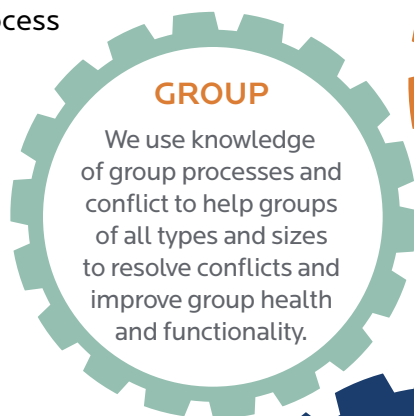 GROUP
We use knowledge
of group processes and
conflict to help groups
of all types and sizes
to resolve conflicts and
improve group health
and functionality.